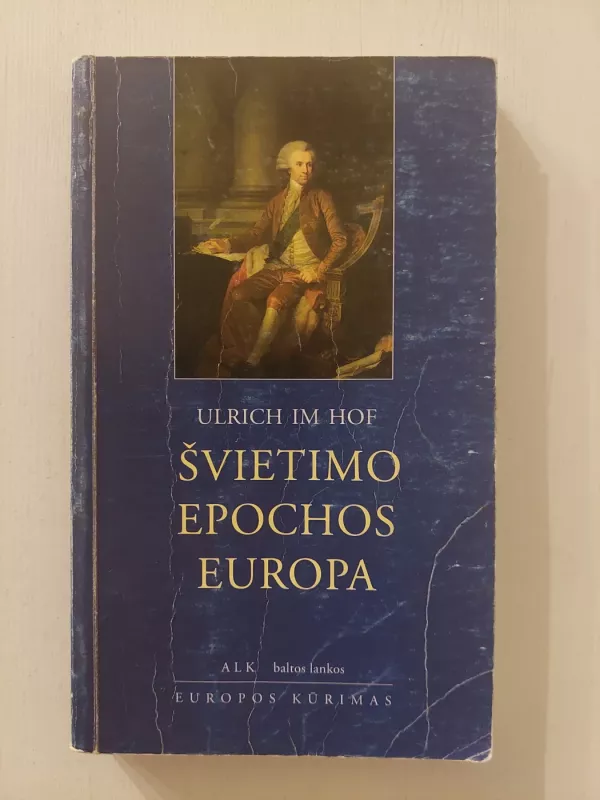 ULRICH IM HOF
ŠVIETIMO
EPOCHOS
EUROPA
ALK baltos lankos
EUROPOS KŪRIMAS